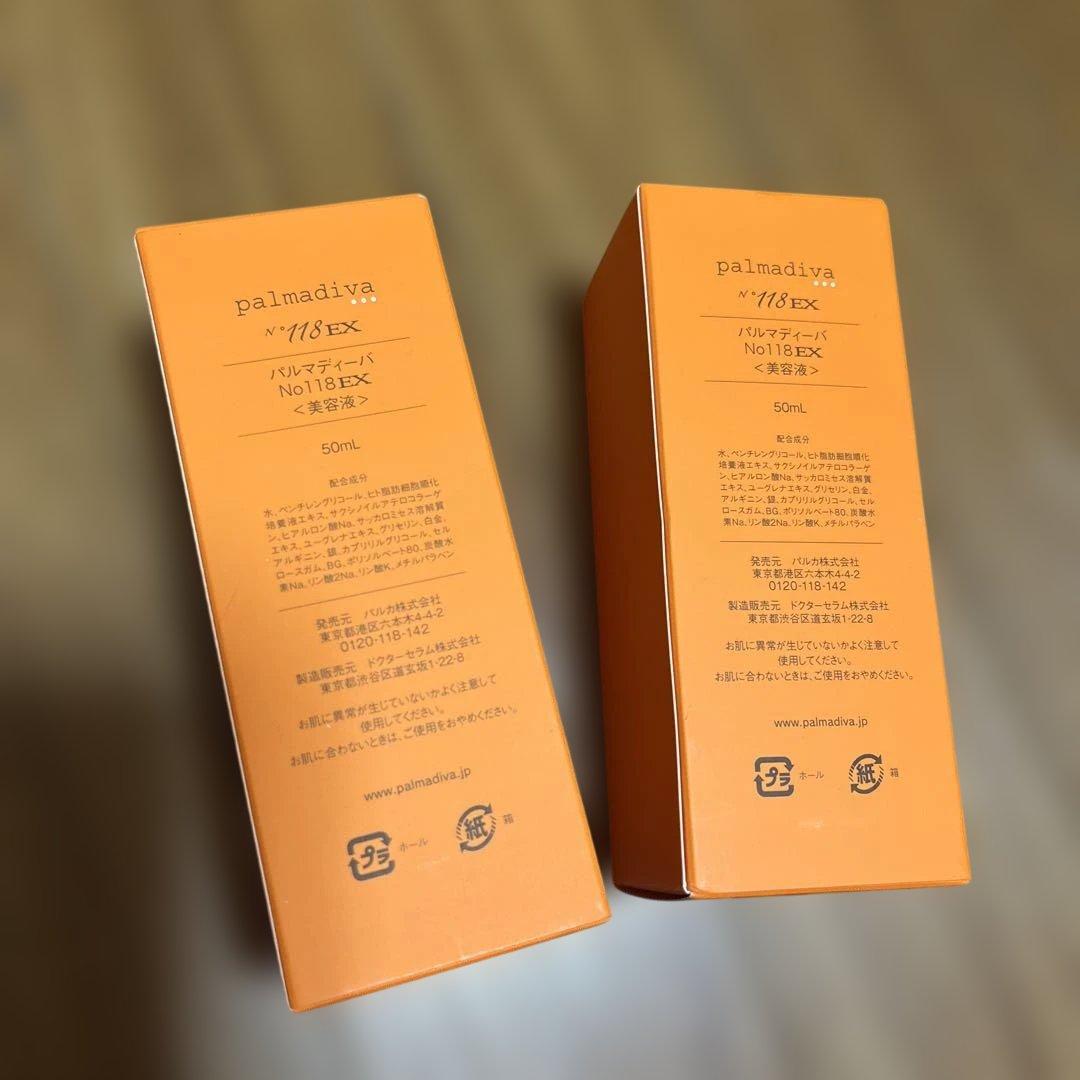 palmadiva
N°118EX
パルマディーバ
No118EX
＜美容液＞
50mL
配合成分
水、ペンチレングリコール、ヒト脂肪細胞順化
培養液エキス、サクシノイルアテロコラーゲ
ン、ヒアルロン酸Na、サッカロミセス溶解質
エキス、ユーグレナエキス、グリセリン、白金、
アルギニン、銀、カプリリルグリコール、セル
ロースガム、BG、ポリソルベート80、炭酸水
素Na、リン酸2Na、リン酸K、メチルパラベン
発売元　パルカ株式会社
東京都港区六本木4-4-2
0120-118-142
製造販売元　ドクターセラム株式会社
東京都渋谷区道玄坂1-22-8
お肌に異常が生じていないかよく注意して
使用してください。
お肌に合わないときは、ご使用をおやめください。
www.palmadiva.jp
プラ ホール 紙 箱
palmadiva
N°118EX
パルマディーバ
No118EX
＜美容液＞
50mL
配合成分
水、ペンチレングリコール、ヒト脂肪細胞順化
培養液エキス、サクシノイルアテロコラーゲ
ン、ヒアルロン酸Na、サッカロミセス溶解質
エキス、ユーグレナエキス、グリセリン、白金、
アルギニン、銀、カプリリルグリコール、セル
ロースガム、BG、ポリソルベート80、炭酸水
素Na、リン酸2Na、リン酸K、メチルパラベン
発売元　パルカ株式会社
東京都港区六本木4-4-2
0120-118-142
製造販売元　ドクターセラム株式会社
東京都渋谷区道玄坂1-22-8
お肌に異常が生じていないかよく注意して
使用してください。
お肌に合わないときは、ご使用をおやめください。
www.palmadiva.jp
プラ ホール 紙 箱